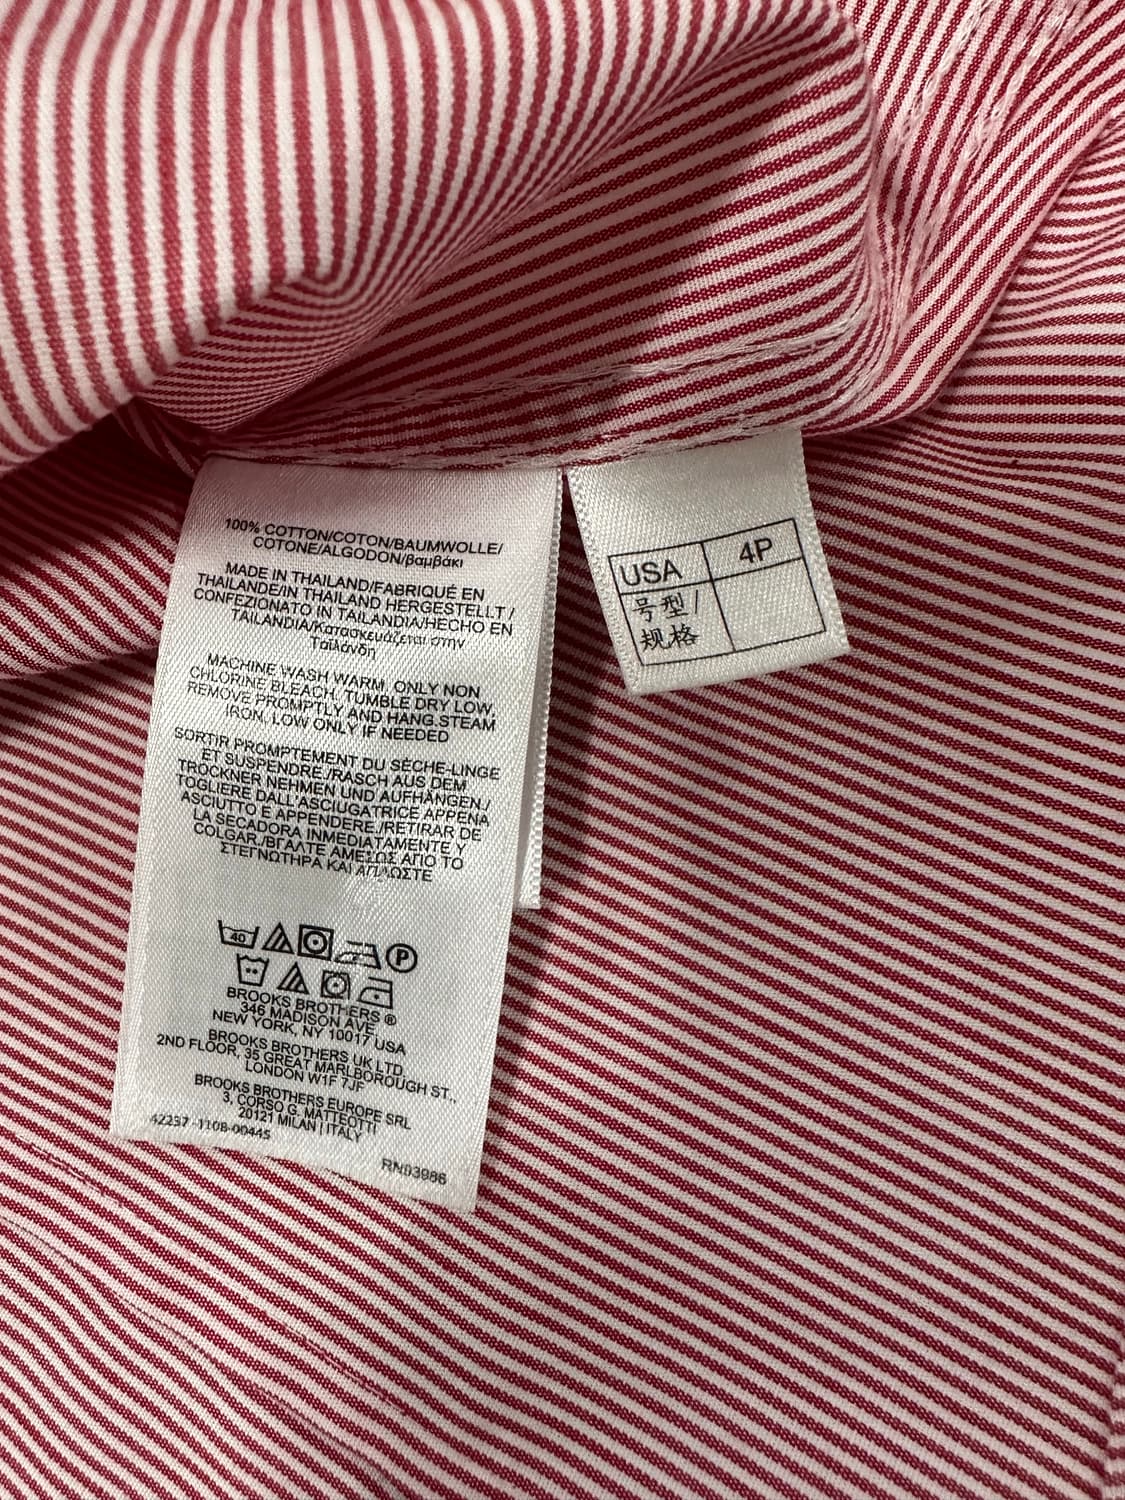 100% COTTON/COTON/BAUMWOLLE/
COTONE/ALGODON/βαμβάκι
MADE IN THAILAND/FABRIQUÉ EN
THAILANDE/IN THAILAND HERGESTELLT/
CONFEZIONATO IN TAILANDIA/HECHO EN
TAILANDIA/Κατασκευάζεται στην
Ταϊλάνδη
MACHINE WASH WARM, ONLY NON
CHLORINE BLEACH, TUMBLE DRY LOW,
REMOVE PROMPTLY AND HANG.STEAM
IRON, LOW ONLY IF NEEDED
SORTIR PROMPTEMENT DU SÈCHE-LINGE
ET SUSPENDRE./RASCH AUS DEM
TROCKNER NEHMEN UND AUFHÄNGEN./
TOGLIERE DALL'ASCIUGATRICE APPENA
ASCIUTTO E APPENDERE./RETIRAR DE
LA SECADORA INMEDIATAMENTE Y
COLGAR./ΒΓΑΛΤΕ ΑΜΕΣΩΣ ΑΠΟ ΤΟ
ΣΤΕΓΝΩΤΗΡΑ ΚΑΙ ΑΠΛΩΣΤΕ
40 P
BROOKS BROTHERS ®
346 MADISON AVE,
NEW YORK, NY 10017 USA
BROOKS BROTHERS UK LTD.
2ND FLOOR, 35 GREAT MARLBOROUGH ST.,
LONDON W1F 7JF
BROOKS BROTHERS EUROPE SRL
3, CORSO G. MATTEOTTI
20121 MILAN | ITALY
42237-1108-00445
RN03986
USA 4P
号型/
规格